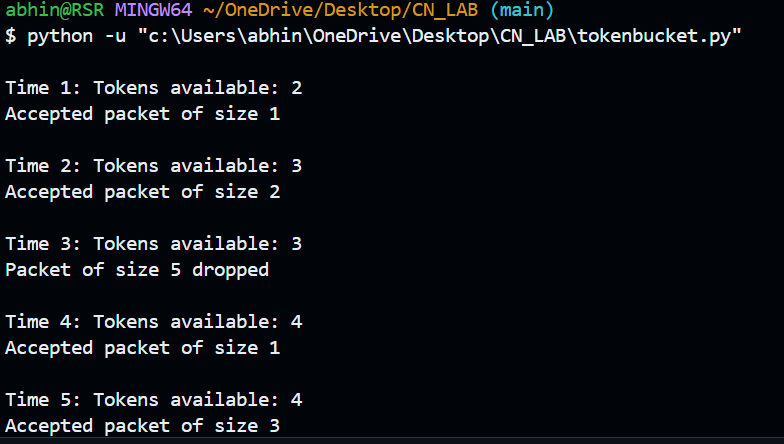 abhin@RSR MINGW64 ~/OneDrive/Desktop/CN_LAB (main)
$ python -u "c:\Users\abhin\OneDrive\Desktop\CN_LAB\tokenbucket.py"
Time 1: Tokens available: 2
Accepted packet of size 1
Time 2: Tokens available: 3
Accepted packet of size 2
Time 3: Tokens available: 3
Packet of size 5 dropped
Time 4: Tokens available: 4
Accepted packet of size 1
Time 5: Tokens available: 4
Accepted packet of size 3